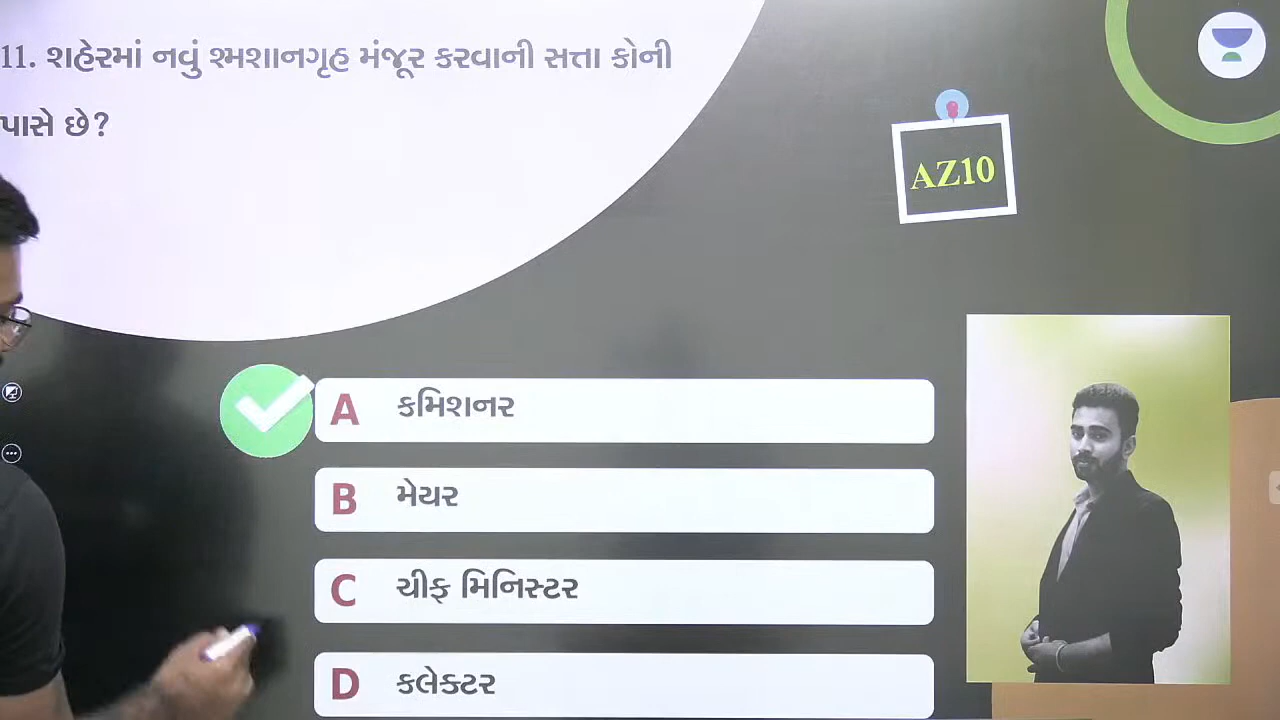 11. શહેરમાં નવું શ્મશાનગૃહ મંજૂર કરવાની સત્તા કોની
પાસે છે?
AZ10
A કમિશનર
B મેયર
C ચીફ મિનિસ્ટર
D કલેક્ટર